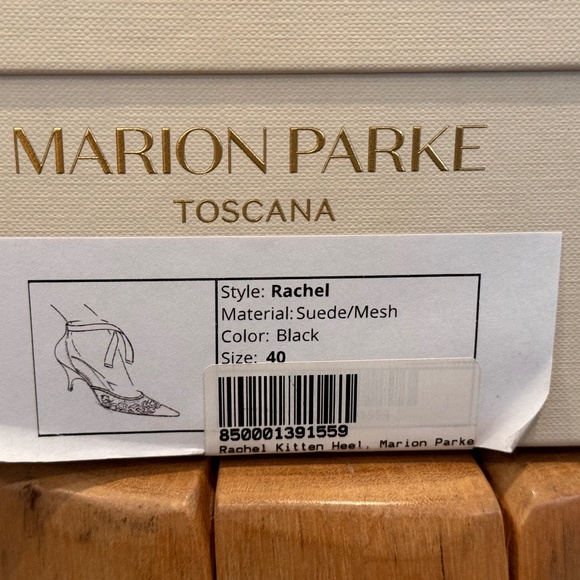 MARION PARKE
TOSCANA
Style: Rachel
Material: Suede/Mesh
Color: Black
Size: 40
850001391559
Rachel Kitten Heel, Marion Parke